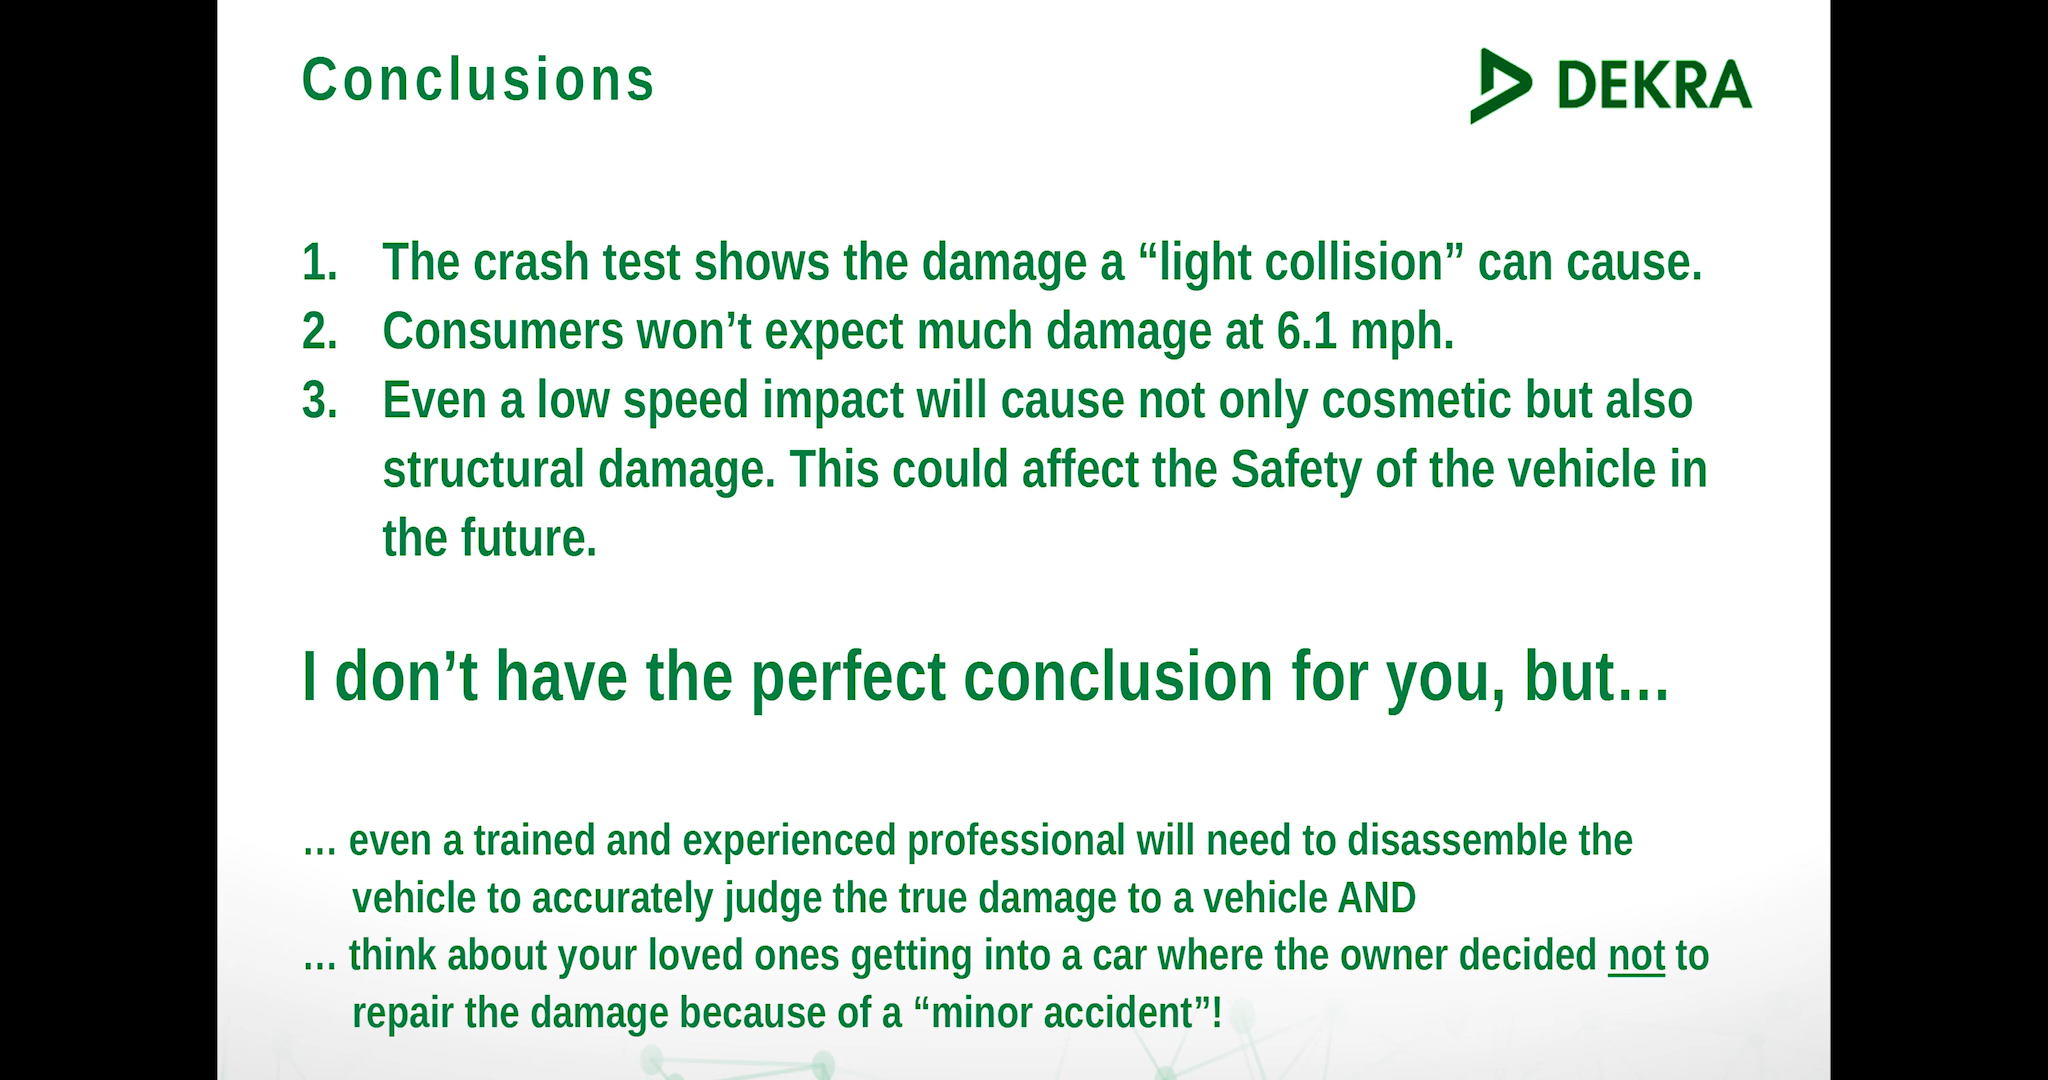 Conclusions
DEKRA
1. The crash test shows the damage a “light collision” can cause.
2. Consumers won’t expect much damage at 6.1 mph.
3. Even a low speed impact will cause not only cosmetic but also
structural damage. This could affect the Safety of the vehicle in
the future.
I don’t have the perfect conclusion for you, but…
… even a trained and experienced professional will need to disassemble the
vehicle to accurately judge the true damage to a vehicle AND
… think about your loved ones getting into a car where the owner decided not to
repair the damage because of a “minor accident”!